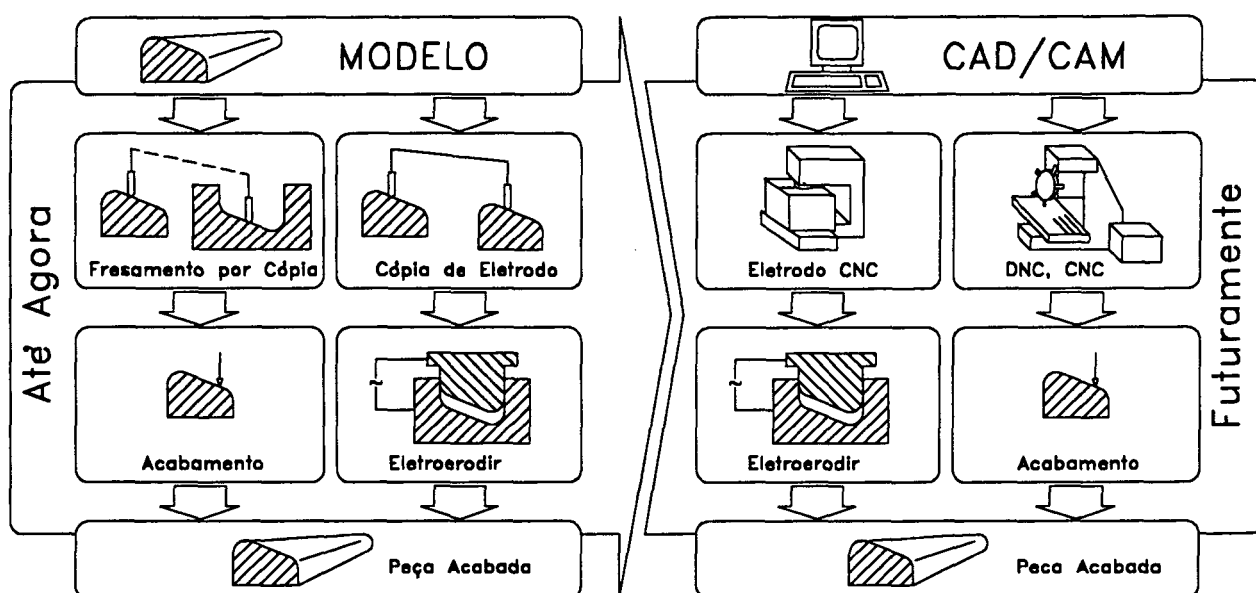 Até Agora
MODELO
Fresamento por Cópia
Cópia de Eletrodo
Acabamento
Eletroerodir
Peça Acabada
CAD/CAM
Eletrodo CNC
DNC, CNC
Eletroerodir
Acabamento
Peca Acabada
Futuramente
~
~